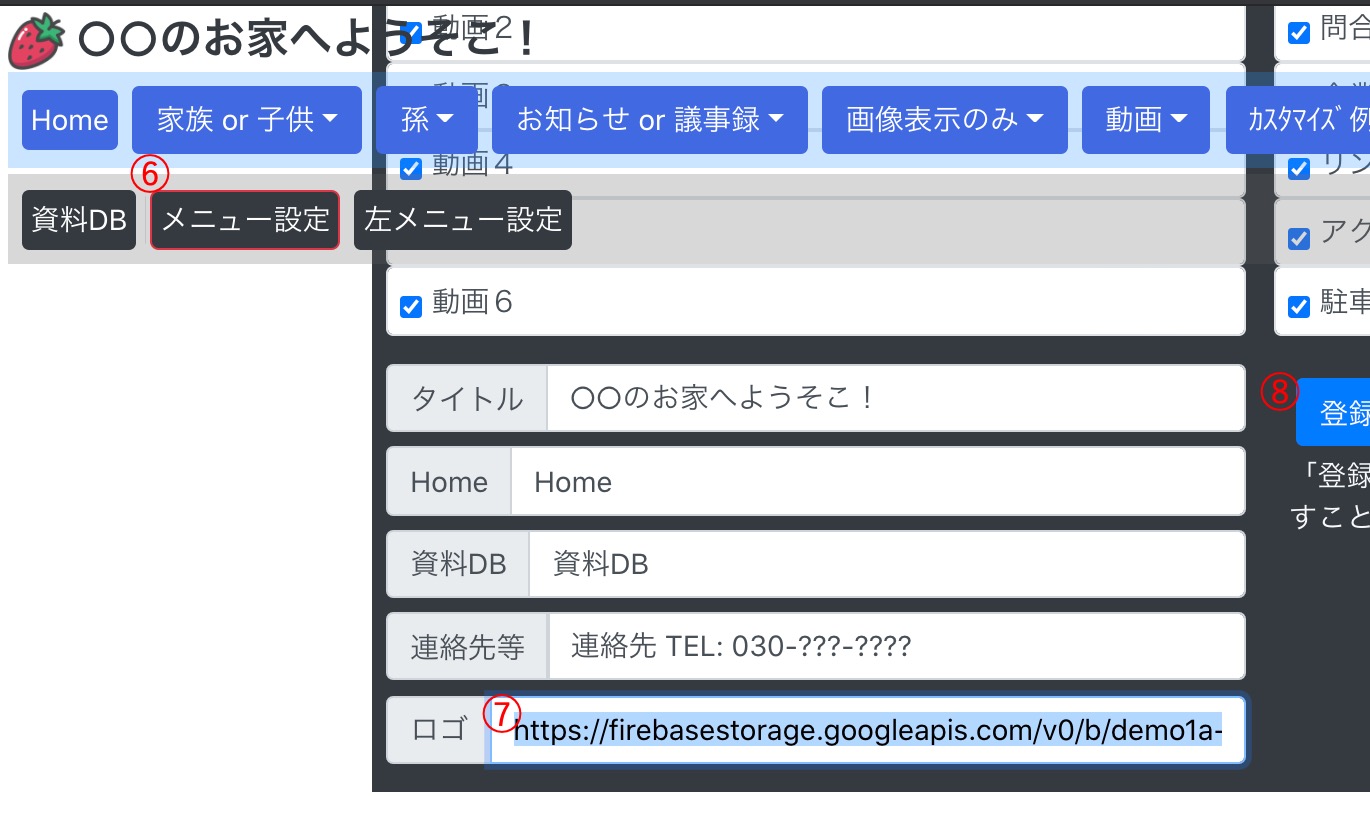 〇〇のお家へようそこ！
動画２
問合
Home
家族 or 子供
孫
お知らせ or 議事録
画像表示のみ
動画
ｶｽﾀﾏｲｽﾞ例
⑥
動画４
リン
資料DB
メニュー設定
左メニュー設定
アク
動画６
駐車
タイトル
〇〇のお家へようそこ！
⑧
登録
Home
Home
「登録
すこと
資料DB
資料DB
連絡先等
連絡先 TEL: 030-???-????
ロゴ
⑦
https://firebasestorage.googleapis.com/v0/b/demo1a-